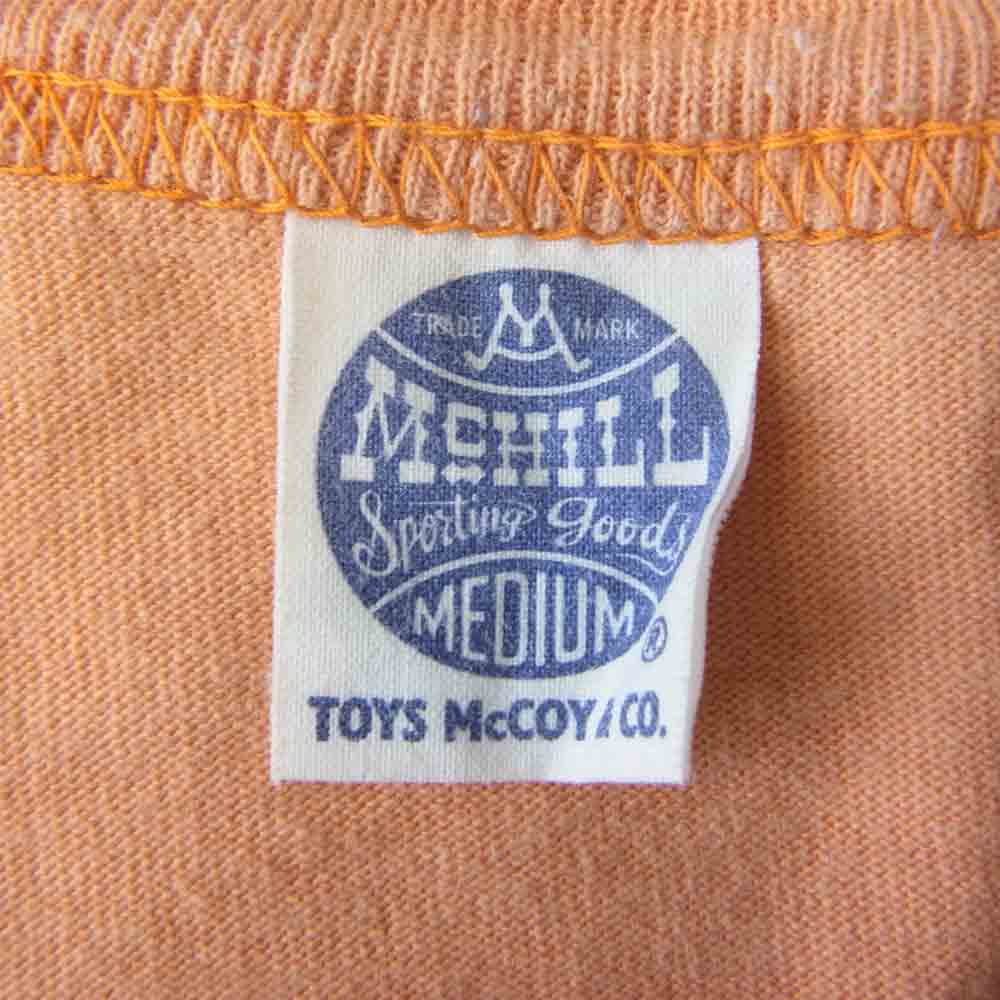 TRADE MARK
McHILL
Sporting Goods
MEDIUM ®
TOYS McCOY & CO.